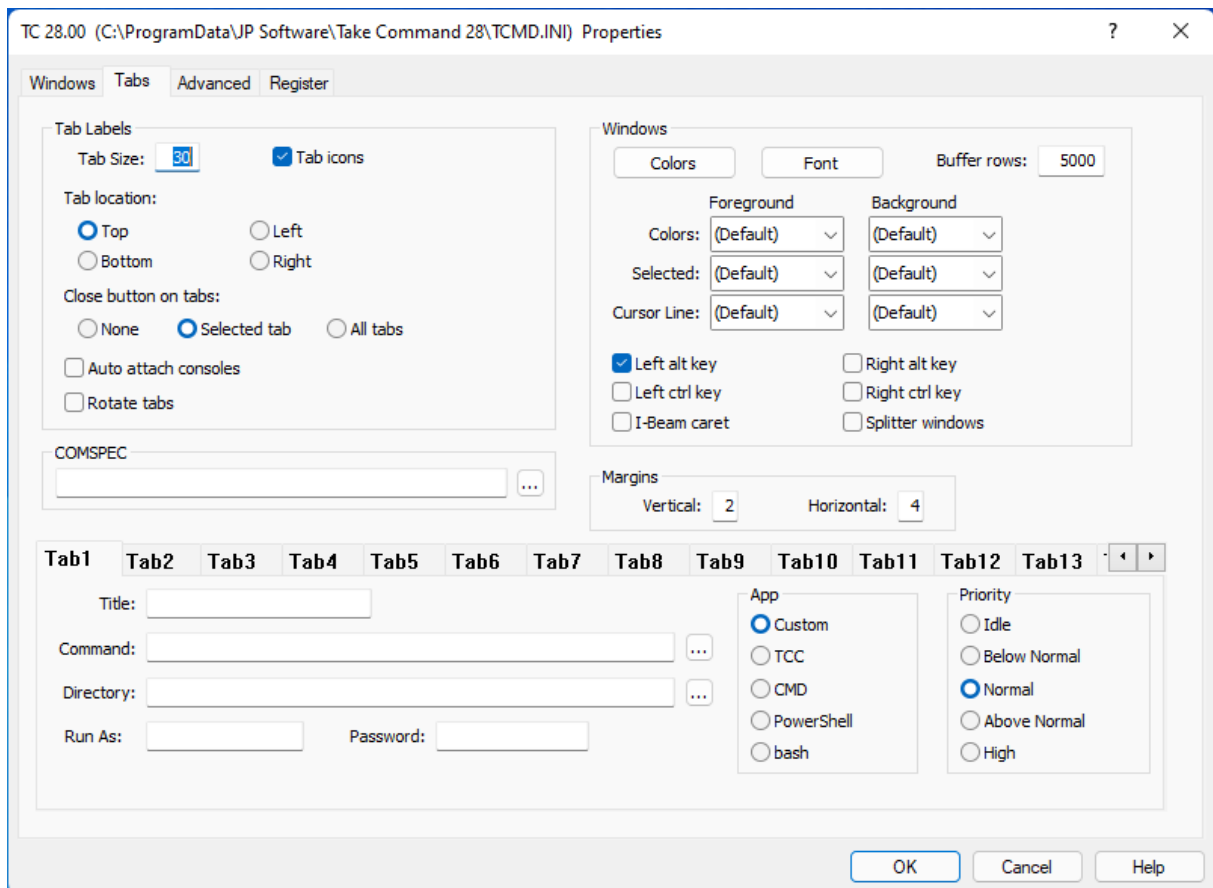 TC 28.00 (C:\ProgramData\JP Software\Take Command 28\TCMD.INI) Properties ?
Windows Tabs Advanced Register
Tab Labels
Tab Size: 30 Tab icons
Tab location:
Top Left
Bottom Right
Close button on tabs:
None Selected tab All tabs
Auto attach consoles
Rotate tabs
COMSPEC
...
Windows
Colors Font Buffer rows: 5000
Foreground Background
Colors: (Default) (Default)
Selected: (Default) (Default)
Cursor Line: (Default) (Default)
Left alt key Right alt key
Left ctrl key Right ctrl key
I-Beam caret Splitter windows
Margins
Vertical: 2 Horizontal: 4
Tab1 Tab2 Tab3 Tab4 Tab5 Tab6 Tab7 Tab8 Tab9 Tab10 Tab11 Tab12 Tab13
Title:
Command: ...
Directory: ...
Run As: Password:
App
Custom
TCC
CMD
PowerShell
bash
Priority
Idle
Below Normal
Normal
Above Normal
High
OK Cancel Help